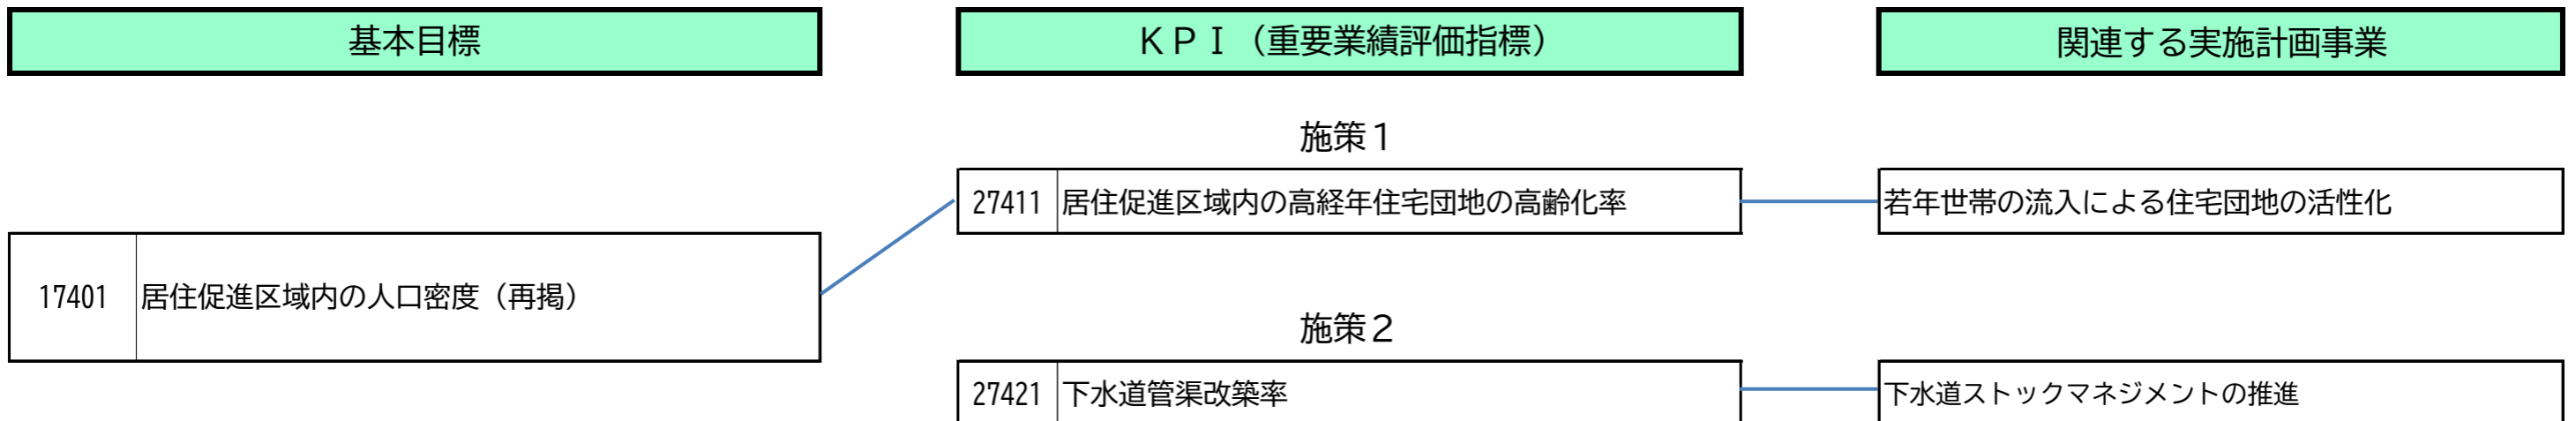 基本目標
ＫＰＩ（重要業績評価指標）
関連する実施計画事業
施策１
27411 居住促進区域内の高経年住宅団地の高齢化率
若年世帯の流入による住宅団地の活性化
17401 居住促進区域内の人口密度（再掲）
施策２
27421 下水道管渠改築率
下水道ストックマネジメントの推進